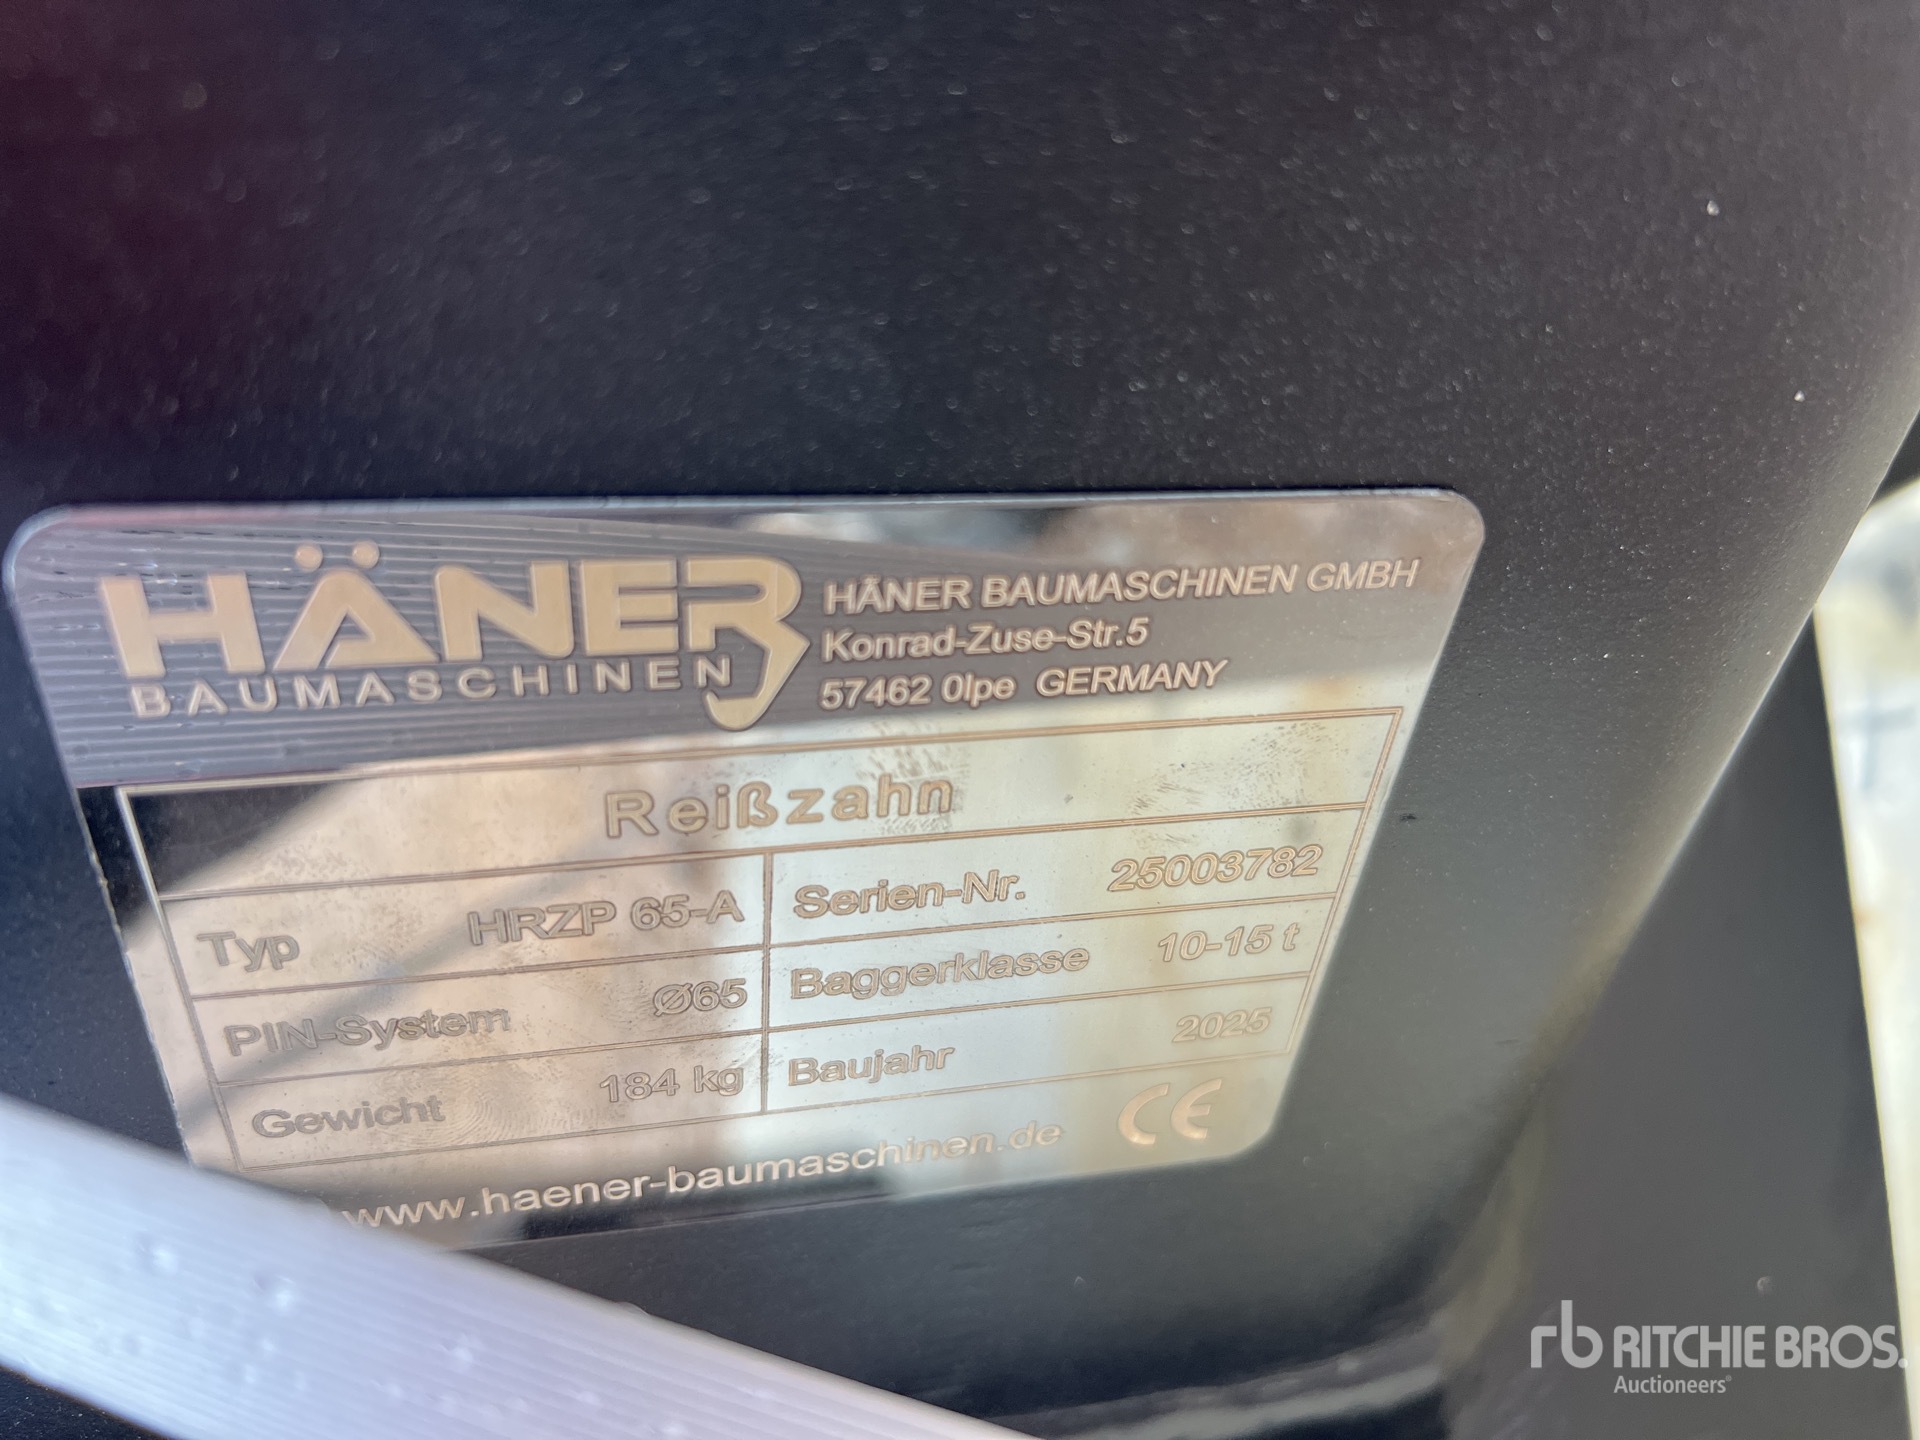 HÄNER
BAUMASCHINEN
HÄNER BAUMASCHINEN GMBH
Konrad-Zuse-Str.5
57462 Olpe GERMANY
Reißzahn
Typ HRZP 65-A
Serien-Nr. 25003782
PIN-System Ø65
Baggerklasse 10-15 t
Gewicht 184 kg
Baujahr 2025
www.haener-baumaschinen.de CE
rb RITCHIE BROS.
Auctioneers